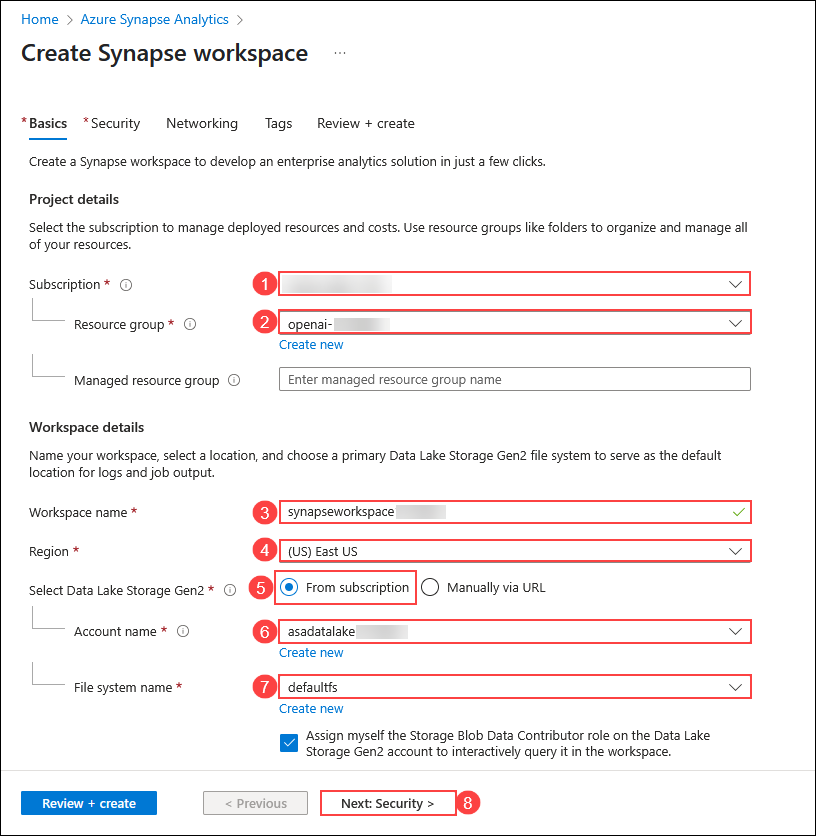 Home > Azure Synapse Analytics >
Create Synapse workspace ...
* Basics * Security Networking Tags Review + create
Create a Synapse workspace to develop an enterprise analytics solution in just a few clicks.
Project details
Select the subscription to manage deployed resources and costs. Use resource groups like folders to organize and manage all
of your resources.
Subscription * 1
Resource group * 2 openai-
Create new
Managed resource group Enter managed resource group name
Workspace details
Name your workspace, select a location, and choose a primary Data Lake Storage Gen2 file system to serve as the default
location for logs and job output.
Workspace name * 3 synapseworkspace
Region * 4 (US) East US
Select Data Lake Storage Gen2 * 5 From subscription Manually via URL
Account name * 6 asadatalake
Create new
File system name * 7 defaultfs
Create new
Assign myself the Storage Blob Data Contributor role on the Data Lake
Storage Gen2 account to interactively query it in the workspace.
Review + create < Previous Next: Security > 8